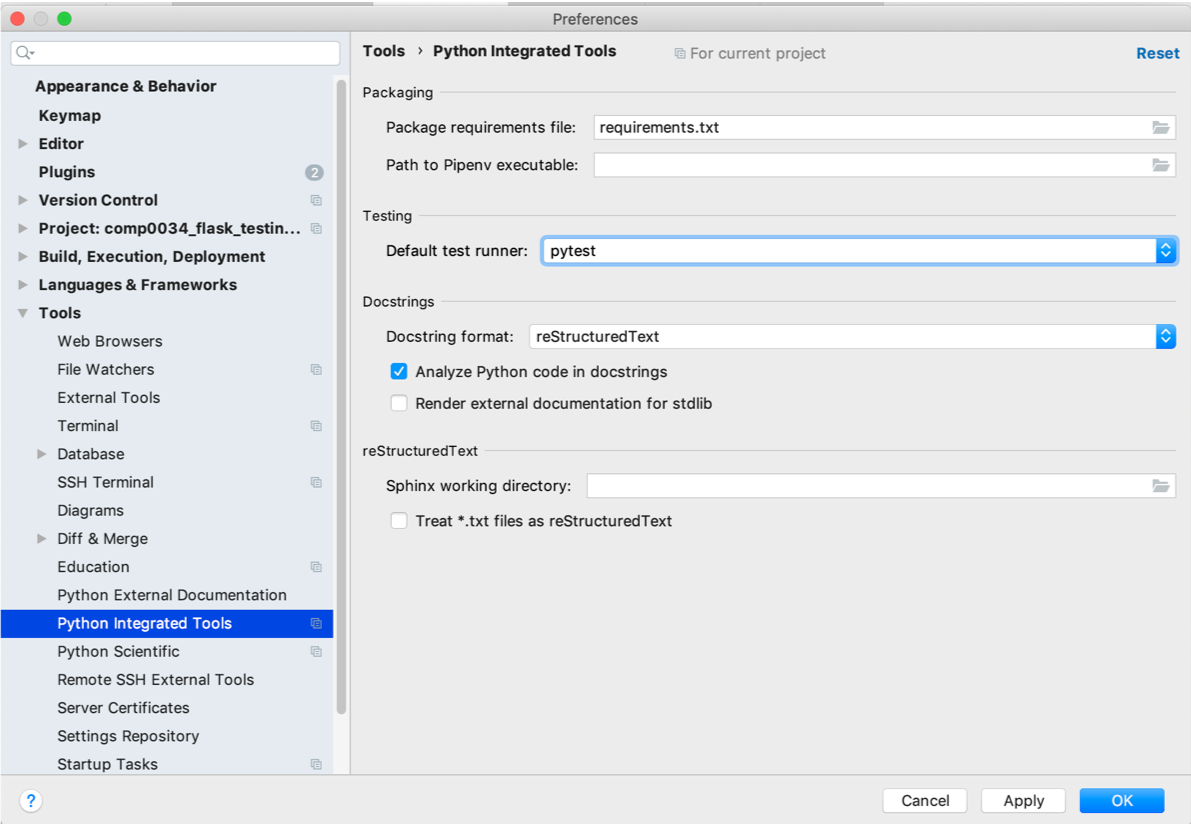 Preferences
Appearance & Behavior
Keymap
Editor
Plugins 2
Version Control
Project: comp0034_flask_testin...
Build, Execution, Deployment
Languages & Frameworks
Tools
Web Browsers
File Watchers
External Tools
Terminal
Database
SSH Terminal
Diagrams
Diff & Merge
Education
Python External Documentation
Python Integrated Tools
Python Scientific
Remote SSH External Tools
Server Certificates
Settings Repository
Startup Tasks
Tools › Python Integrated Tools For current project Reset
Packaging
Package requirements file: requirements.txt
Path to Pipenv executable:
Testing
Default test runner: pytest
Docstrings
Docstring format: reStructuredText
Analyze Python code in docstrings
Render external documentation for stdlib
reStructuredText
Sphinx working directory:
Treat *.txt files as reStructuredText
? Cancel Apply OK